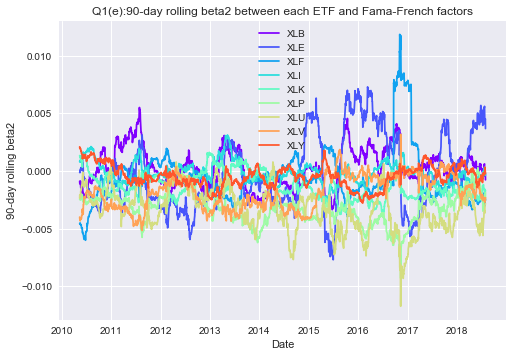 Q1(e):90-day rolling beta2 between each ETF and Fama-French factors
XLB
XLE
XLF
XLI
XLK
XLP
XLU
XLV
XLY
0.010
0.005
0.000
−0.005
−0.010
90-day rolling beta2
2010 2011 2012 2013 2014 2015 2016 2017 2018
Date